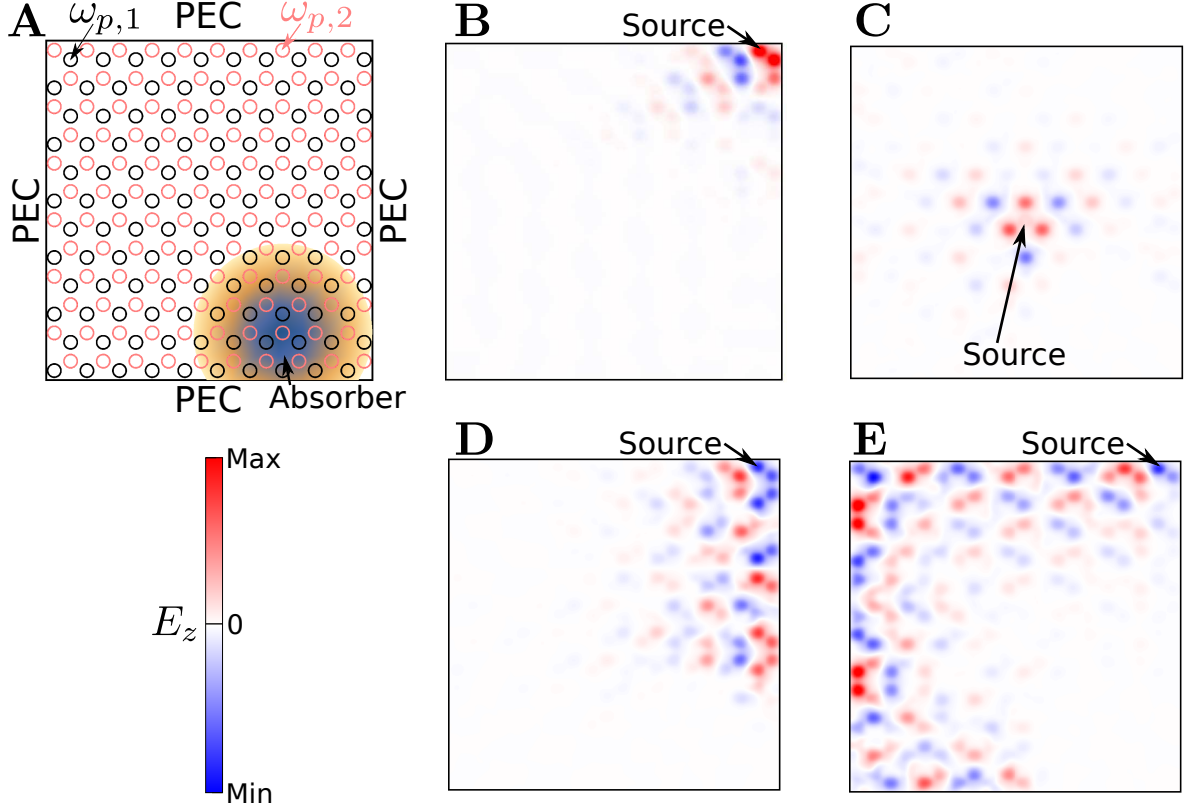 A
ω_{p,1}
PEC
ω_{p,2}
PEC
PEC
PEC
Absorber
B
Source
C
Source
D
Source
E
Source
Max
E_z
0
Min